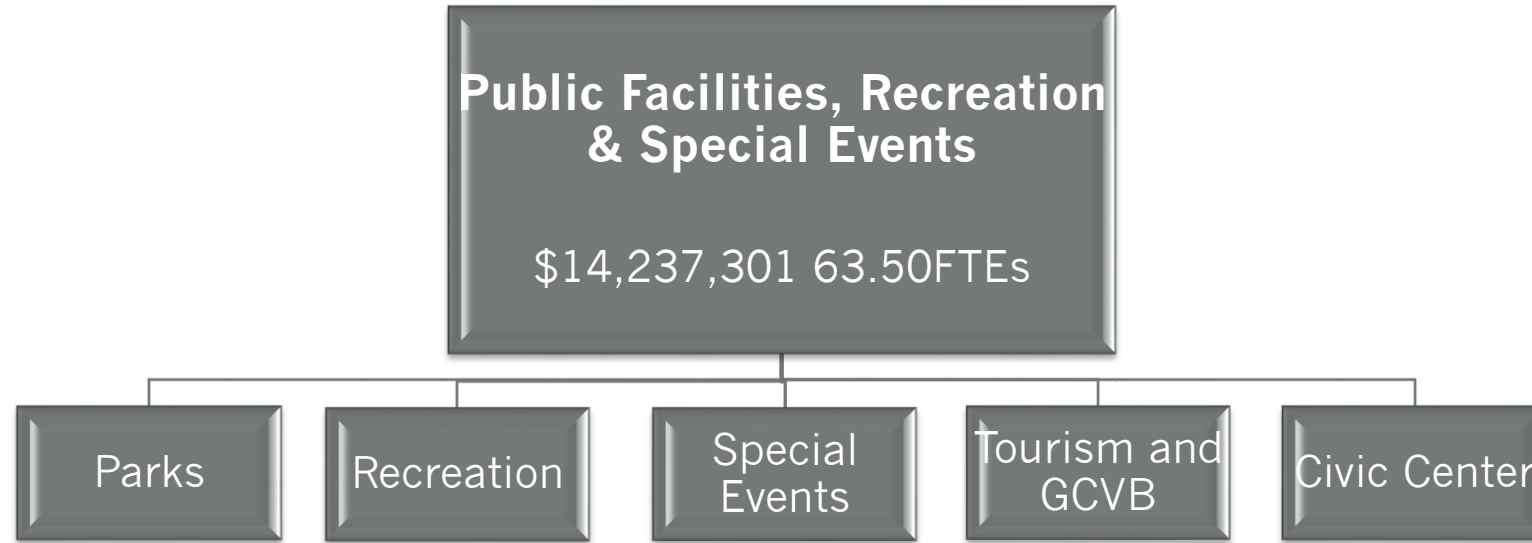 Public Facilities, Recreation
& Special Events
$14,237,301 63.50FTEs
Parks
Recreation
Special
Events
Tourism and
GCVB
Civic Center